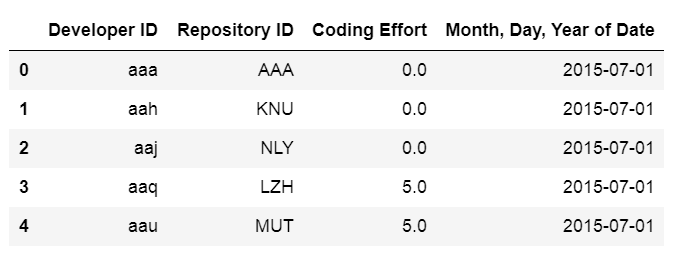 Developer ID Repository ID Coding Effort Month, Day, Year of Date
0 aaa AAA 0.0 2015-07-01
1 aah KNU 0.0 2015-07-01
2 aaj NLY 0.0 2015-07-01
3 aaq LZH 5.0 2015-07-01
4 aau MUT 5.0 2015-07-01